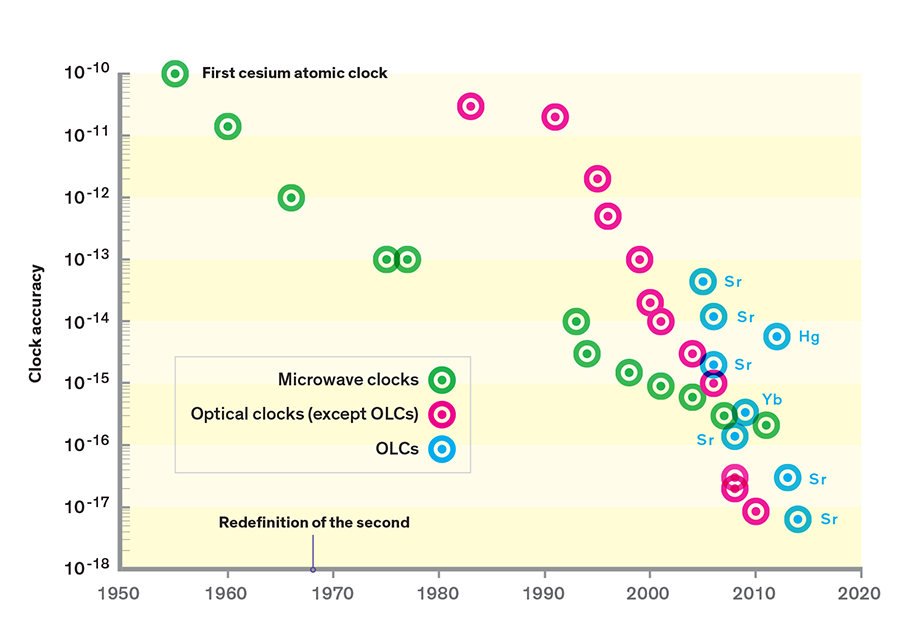 10-10
First cesium atomic clock
10-11
10-12
10-13
Sr
Sr
10-14
Hg
Sr
10-15
Yb
10-16
Sr
Sr
10-17
Sr
10-18
Clock accuracy
Microwave clocks
Optical clocks (except OLCs)
OLCs
Redefinition of the second
1950 1960 1970 1980 1990 2000 2010 2020